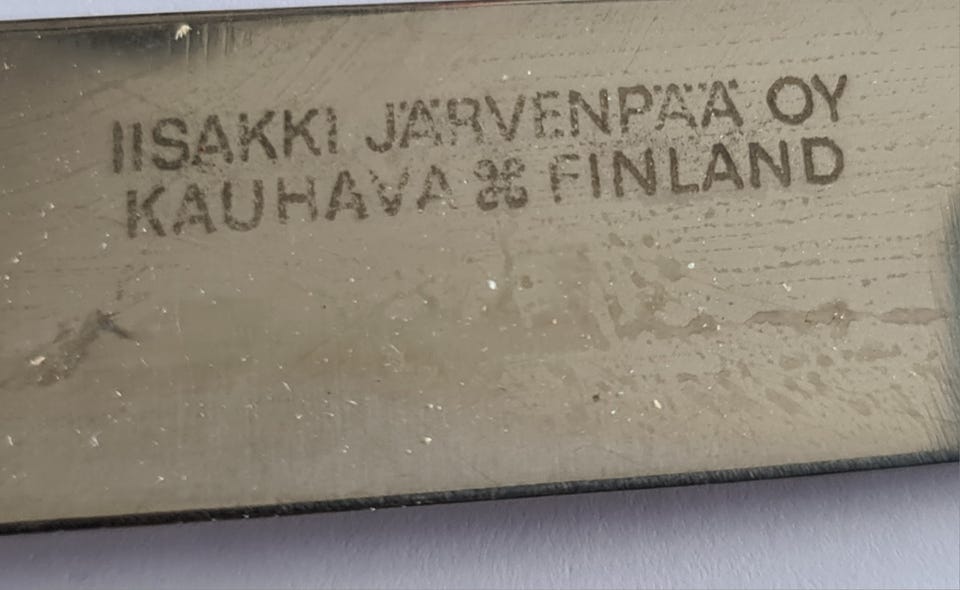 IISAKKI JÄRVENPÄÄ OY
KAUHAVA ⌘ FINLAND